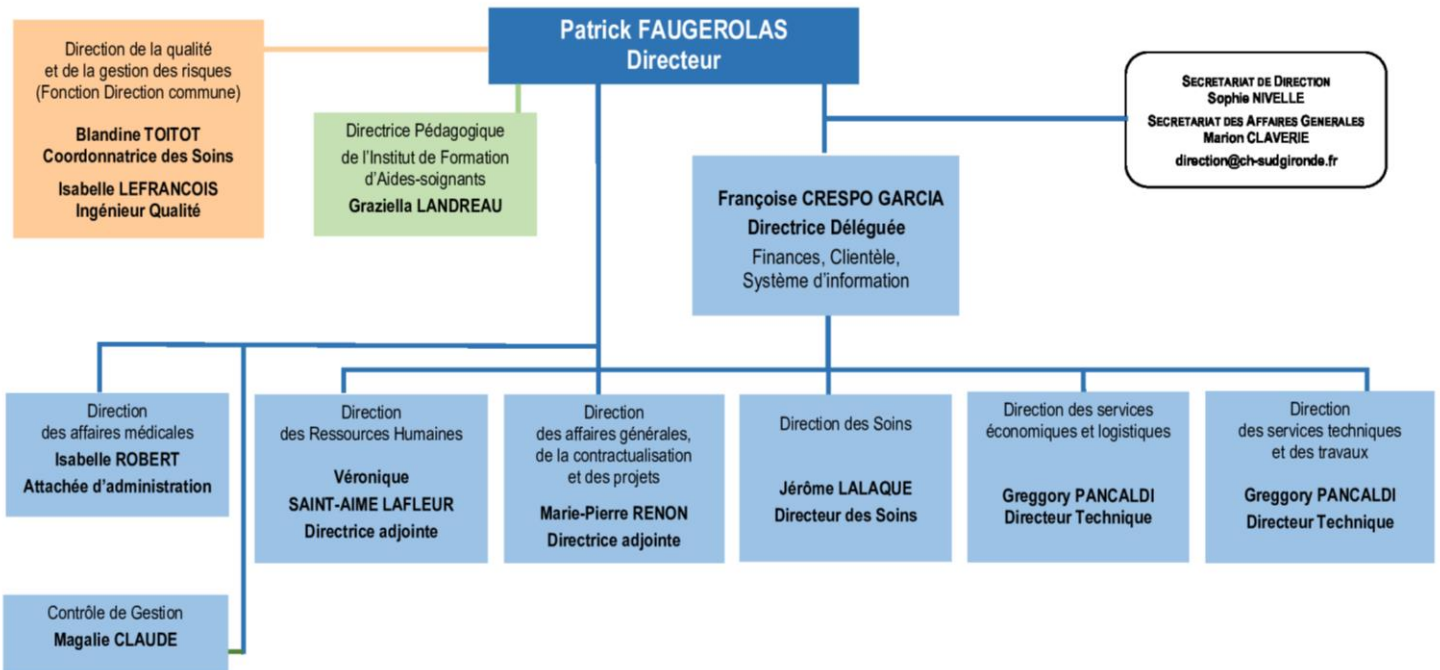 Patrick FAUGEROLAS
Directeur
Direction de la qualité
et de la gestion des risques
(Fonction Direction commune)
Blandine TOITOT
Coordonnatrice des Soins
Isabelle LEFRANCOIS
Ingénieur Qualité
Directrice Pédagogique
de l'Institut de Formation
d'Aides-soignants
Graziella LANDREAU
SECRETARIAT DE DIRECTION
Sophie NIVELLE
SECRETARIAT DES AFFAIRES GENERALES
Marion CLAVERIE
direction@ch-sudgironde.fr
Françoise CRESPO GARCIA
Directrice Déléguée
Finances, Clientèle,
Système d'information
Direction
des affaires médicales
Isabelle ROBERT
Attachée d'administration
Direction
des Ressources Humaines
Véronique
SAINT-AIME LAFLEUR
Directrice adjointe
Direction
des affaires générales,
de la contractualisation
et des projets
Marie-Pierre RENON
Directrice adjointe
Direction des Soins
Jérôme LALAQUE
Directeur des Soins
Direction des services
économiques et logistiques
Greggory PANCALDI
Directeur Technique
Direction
des services techniques
et des travaux
Greggory PANCALDI
Directeur Technique
Contrôle de Gestion
Magalie CLAUDE